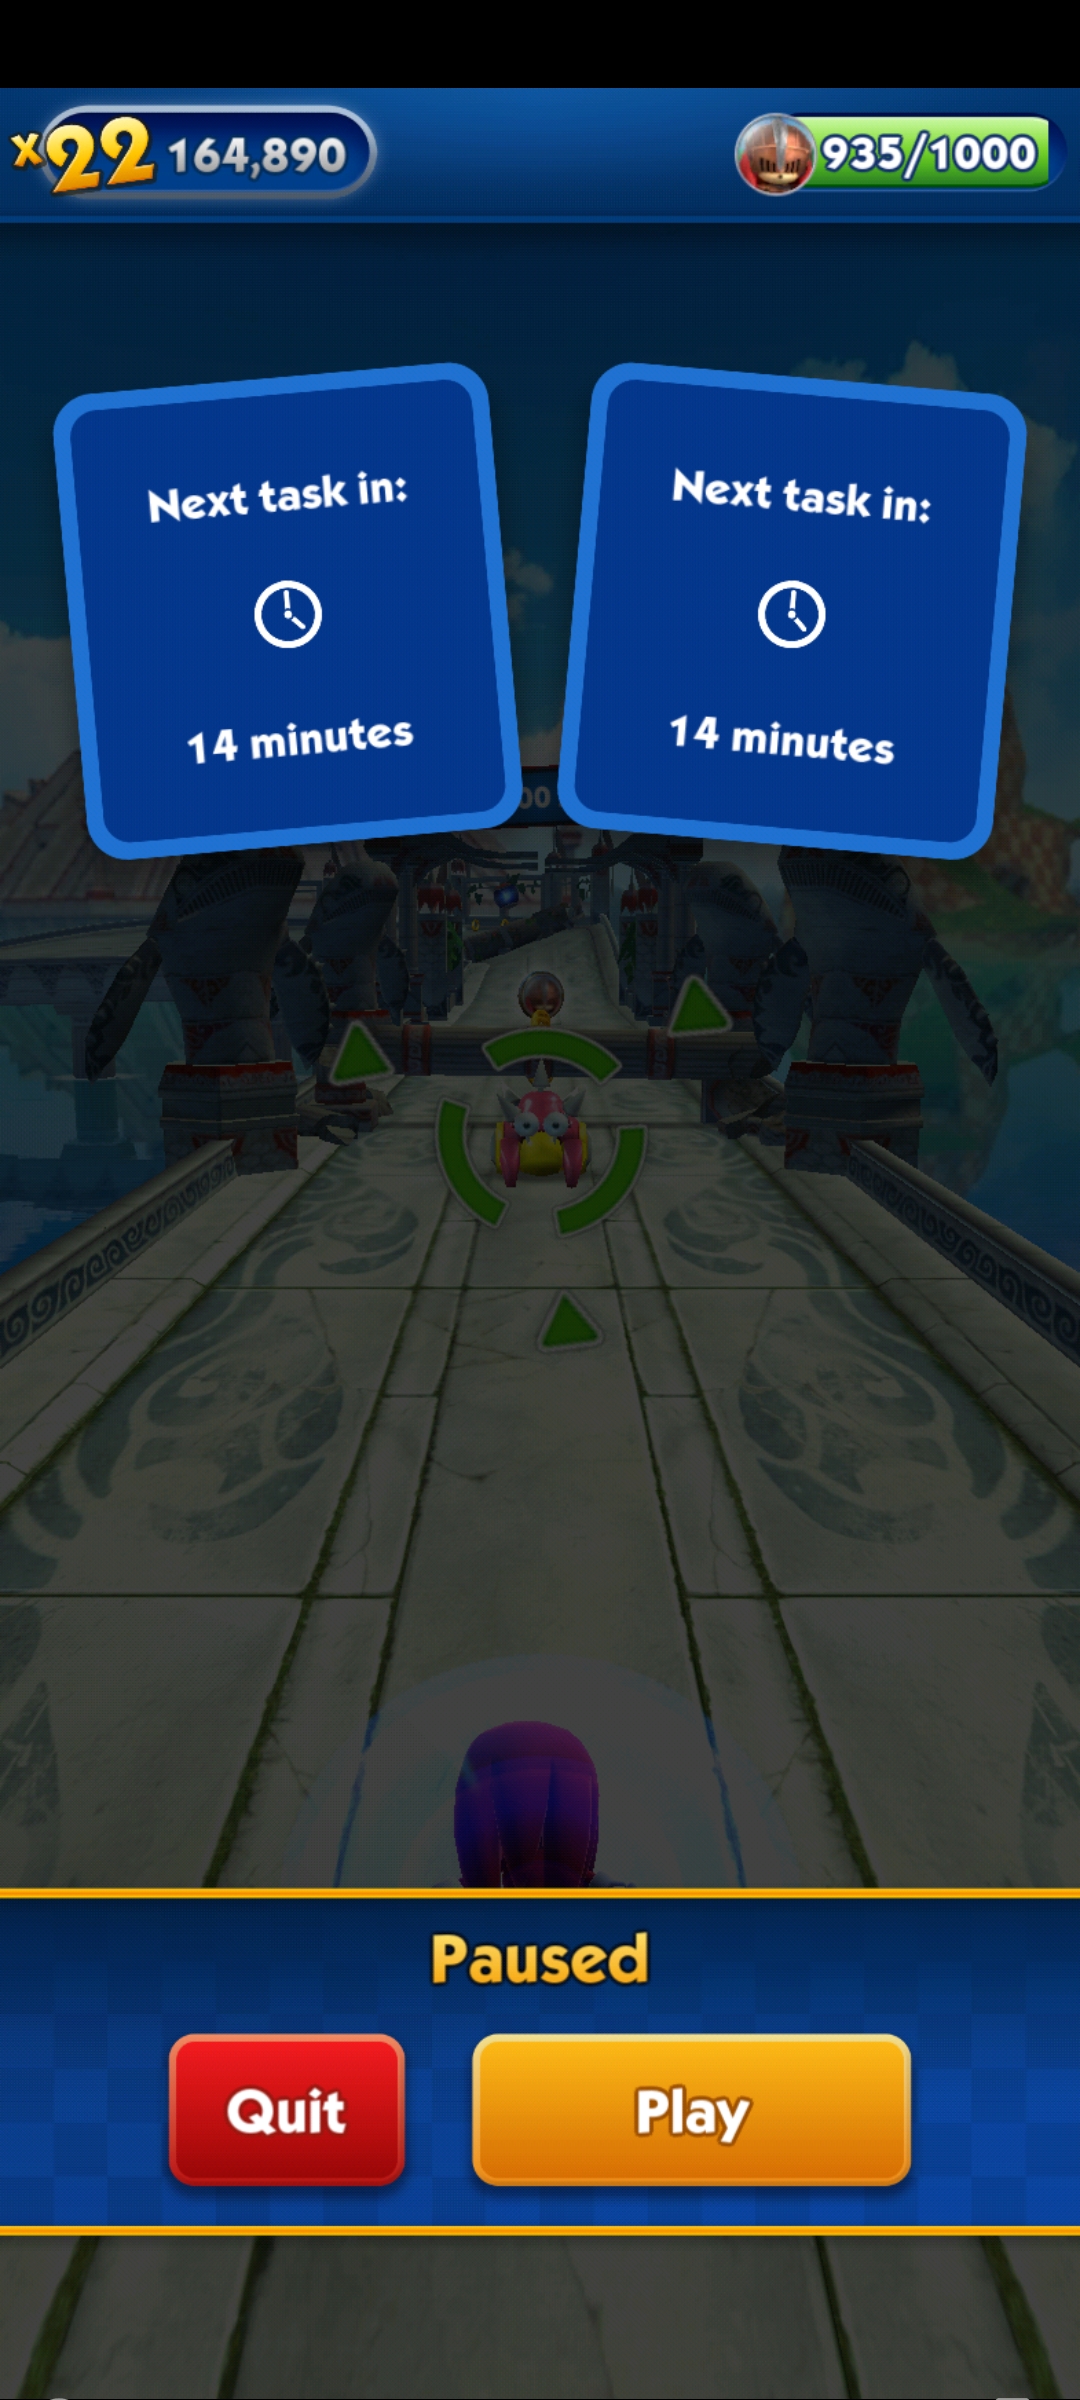 x22 164,890
935/1000
Next task in:
14 minutes
Next task in:
14 minutes
Paused
Quit
Play